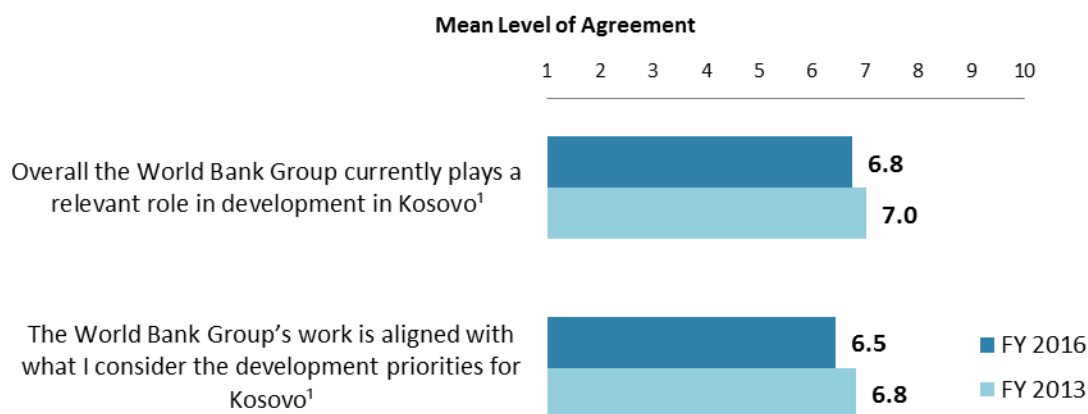 Mean Level of Agreement
1 2 3 4 5 6 7 8 9 10
Overall the World Bank Group currently plays a
relevant role in development in Kosovo¹
6.8
7.0
The World Bank Group’s work is aligned with
what I consider the development priorities for
Kosovo¹
6.5
6.8
FY 2016
FY 2013